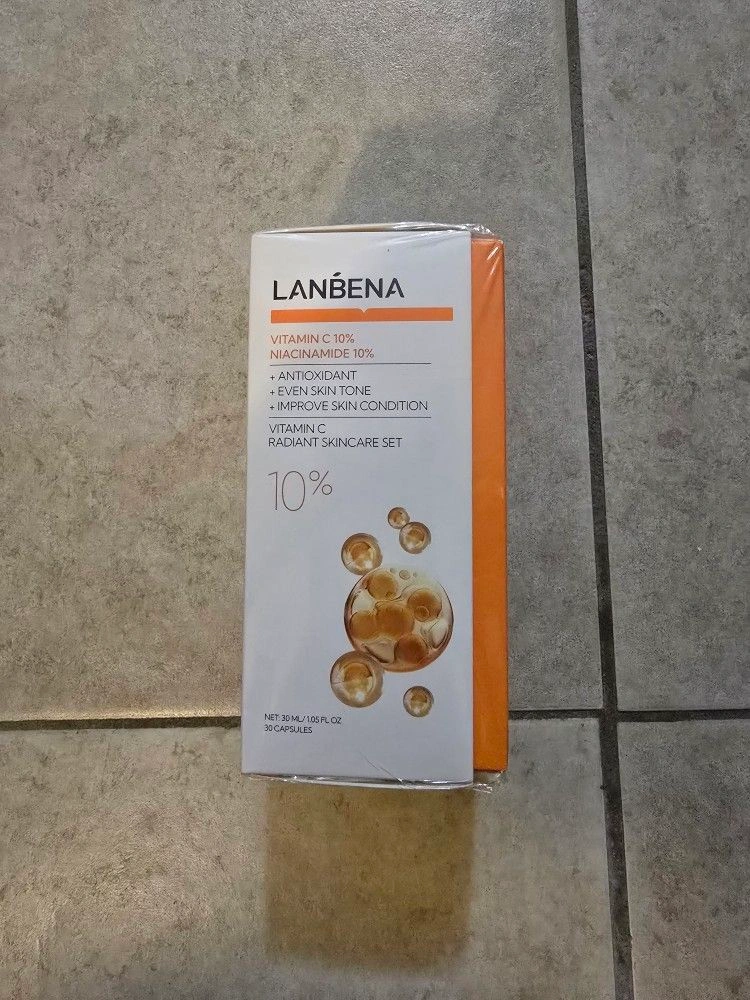 LANBENA
VITAMIN C 10%
NIACINAMIDE 10%
+ ANTIOXIDANT
+ EVEN SKIN TONE
+ IMPROVE SKIN CONDITION
VITAMIN C
RADIANT SKINCARE SET
10%
NET: 30 ML/1.05 FL OZ
30 CAPSULES